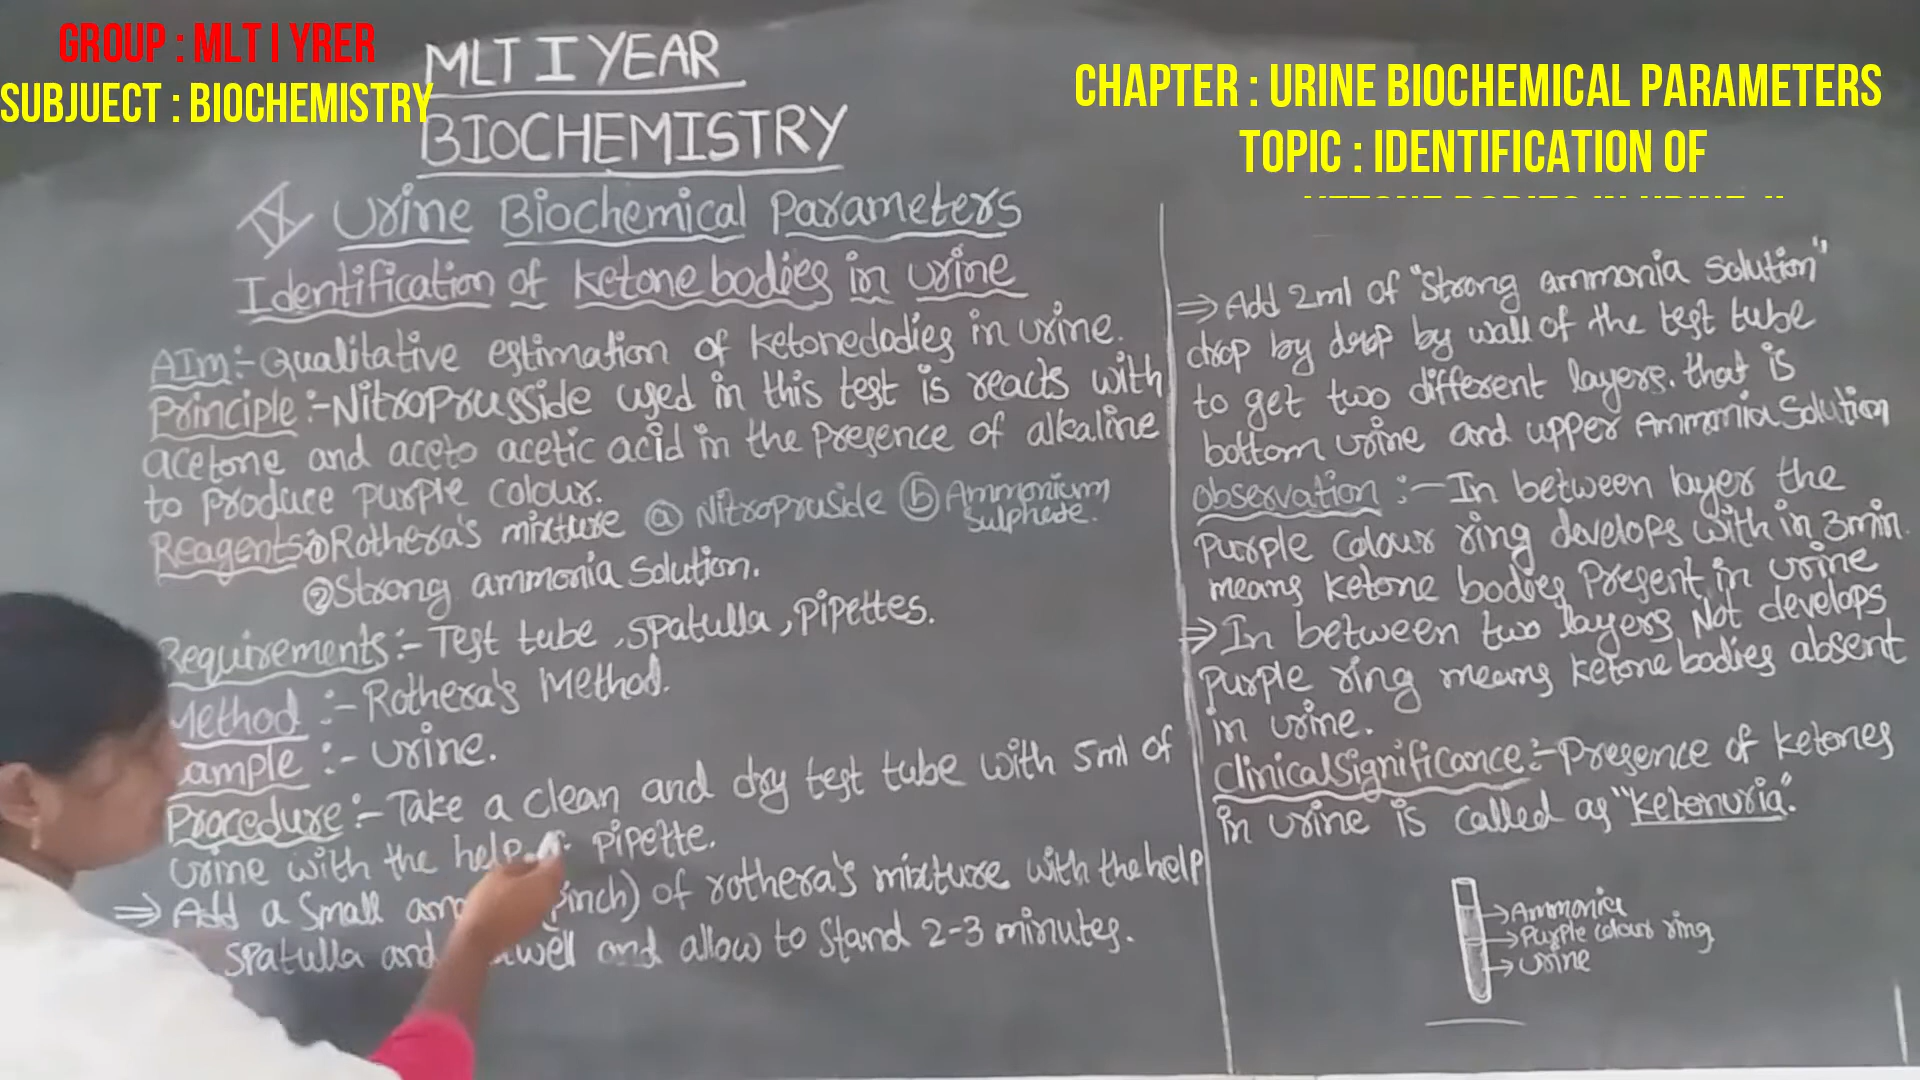 GROUP : MLT I YRER
SUBJUECT : BIOCHEMISTRY
CHAPTER : URINE BIOCHEMICAL PARAMETERS
TOPIC : IDENTIFICATION OF
MLT I YEAR
BIOCHEMISTRY
IX Urine Biochemical Parameters
Identification of ketone bodies in urine
AIm:- Qualitative estimation of ketonedodies in urine.
Principle :- Nitroprusside used in this test is reacts with
acetone and aceto acetic acid in the presence of alkaline
to produce purple colour.
Reagents:- ① Rothera's mixture ⓐ Nitropruside ⓑ Ammonium
sulphete.
② Strong ammonia solution.
Requirements:- Test tube, spatulla, pipettes.
Method :- Rothera's Method.
ample :- urine.
Procedure:- Take a clean and dry test tube with 5ml of
urine with the help pipette.
⇒ Add a small of rothera's mixture with the help
spatulla and well and allow to stand 2-3 minutes.
⇒ Add 2ml of "Strong ammonia solution"
drop by drop by wall of the test tube
to get two different layers. that is
bottom urine and upper Ammonia Solution
observation :- In between layer the
purple colour ring develops with in 3min.
means ketone bodies present in urine
⇒ In between two layers Not develops
purple ring means ketone bodies absent
in urine.
ClinicalSignificance:- Presence of ketones
in urine is called as "ketonuria".
→ Ammonia
→ Purple colour ring
→ urine